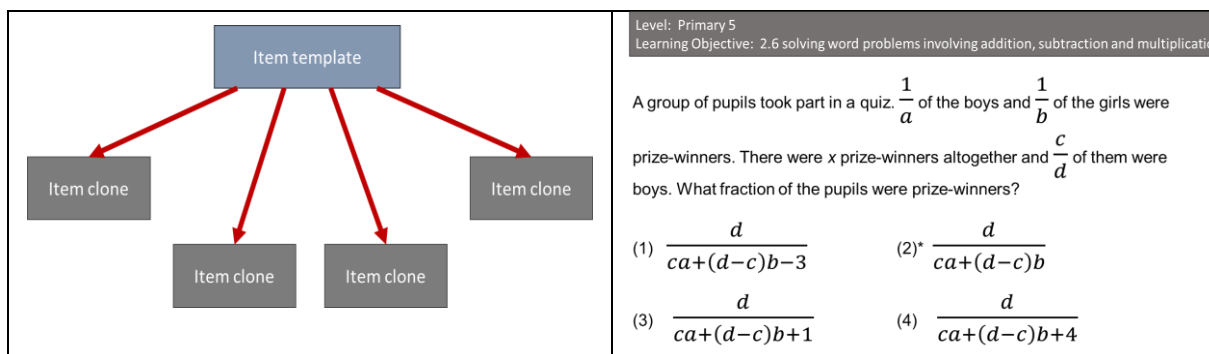 Item template
Item clone
Item clone
Item clone
Item clone
Level: Primary 5
Learning Objective: 2.6 solving word problems involving addition, subtraction and
A group of pupils took part in a quiz. 1/a of the boys and 1/b of the girls were
prize-winners. There were x prize-winners altogether and c/d of them were
boys. What fraction of the pupils were prize-winners?
(1) d/(ca+(d−c)b−3)
(2)* d/(ca+(d−c)b)
(3) d/(ca+(d−c)b+1)
(4) d/(ca+(d−c)b+4)